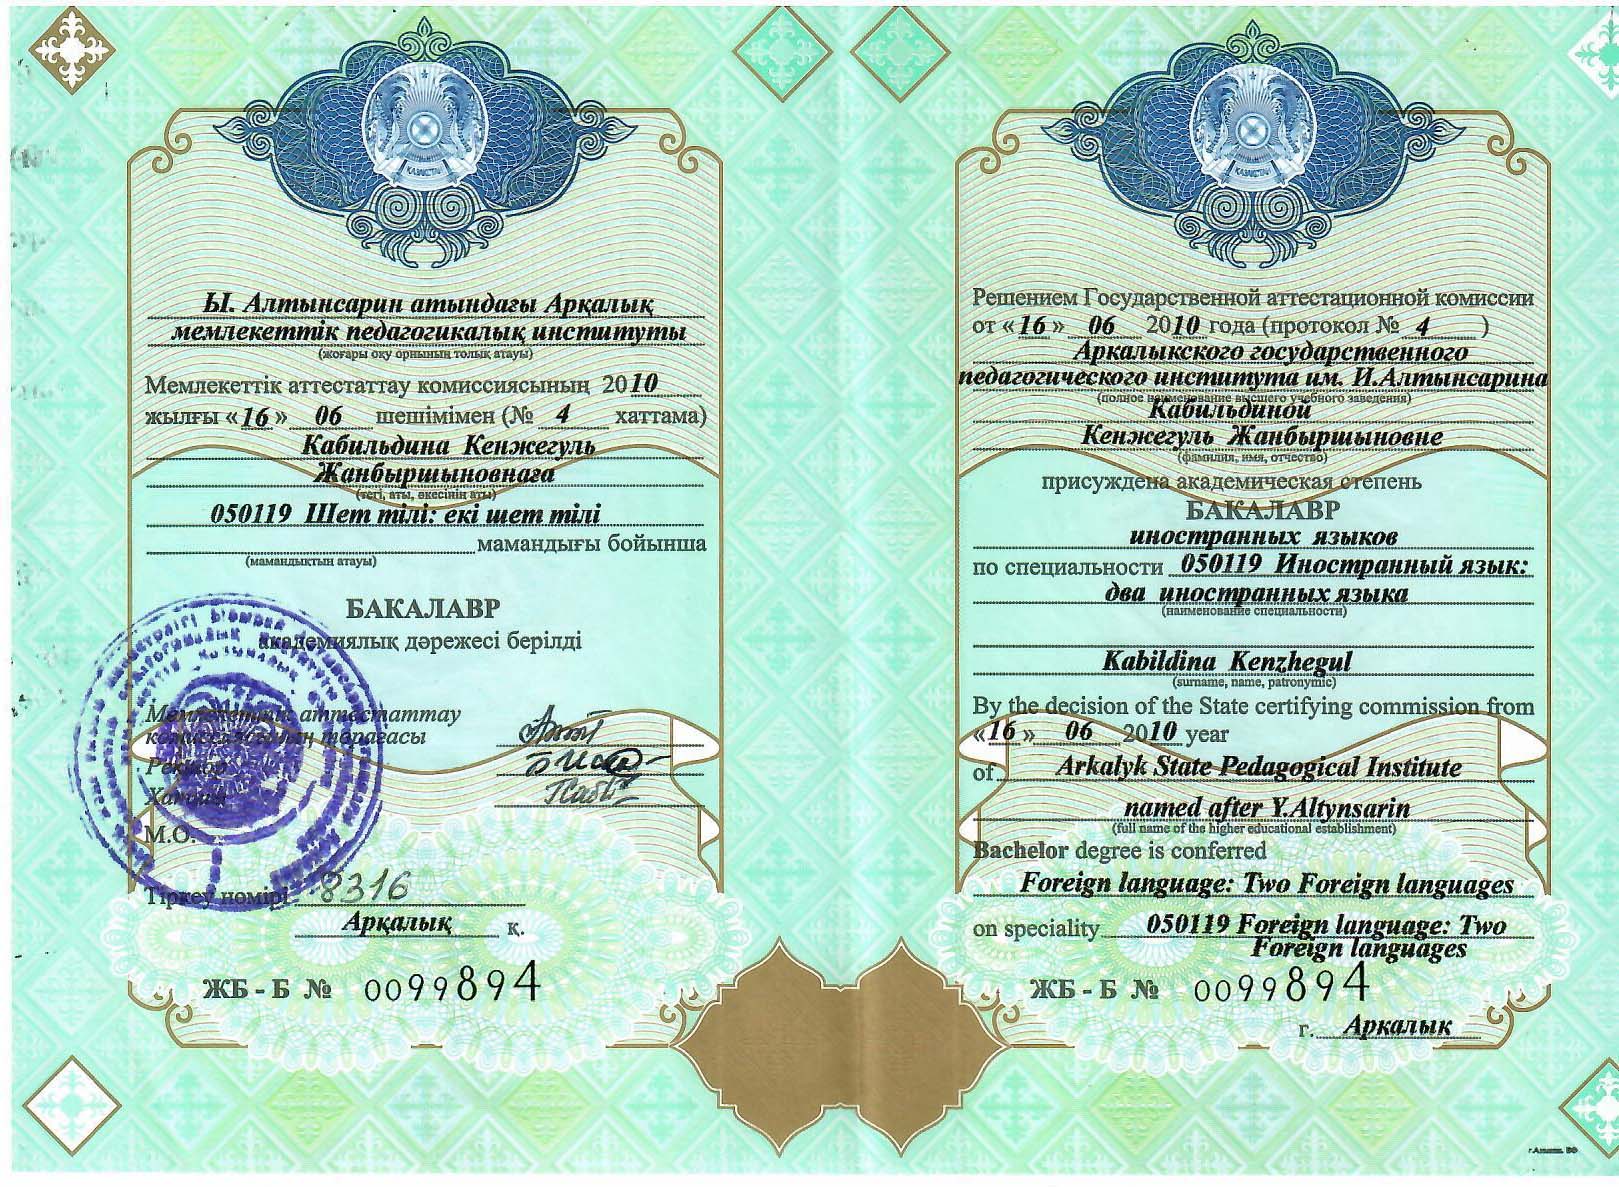 ҚАЗАҚСТАН
Ы. Алтынсарин атындағы Арқалық
мемлекеттік педагогикалық институты
(жоғары оқу орнының толық атауы)
Мемлекеттік аттестаттау комиссиясының 2010
жылғы «16» 06 шешімімен (№ 4 хаттама)
Кабильдина Кенжегуль
Жанбыршыновнаға
(тегі, аты, әкесінің аты)
050119 Шет тілі: екі шет тілі
мамандығы бойынша
(мамандықтың атауы)
БАКАЛАВР
академиялық дәрежесі берілді
Мемлекеттік аттестаттау
комиссиясының төрағасы
Ректор
Хатшы
М.О.
Тіркеу номірі 8316
Арқалық қ.
ЖБ - Б № 0099894
ҚАЗАҚСТАН
Решением Государственной аттестационной комиссии
от «16» 06 2010 года (протокол № 4 )
Аркалыкского государственного
педагогического института им. И.Алтынсарина
(полное наименование высшего учебного заведения)
Кабильдиной
Кенжегуль Жанбыршыновне
(фамилия, имя, отчество)
присуждена академическая степень
БАКАЛАВР
иностранных языков
по специальности 050119 Иностранный язык:
два иностранных языка
(наименование специальности)
Kabildina Kenzhegul
(surname, name, patronymic)
By the decision of the State certifying commission from
«16 » 06 2010 year
of Arkalyk State Pedagogical Institute
named after Y.Altynsarin
(full name of the higher educational establishment)
Bachelor degree is conferred
Foreign language: Two Foreign languages
on speciality 050119 Foreign language: Two
Foreign languages
ЖБ - Б № 0099894
г. Аркалык